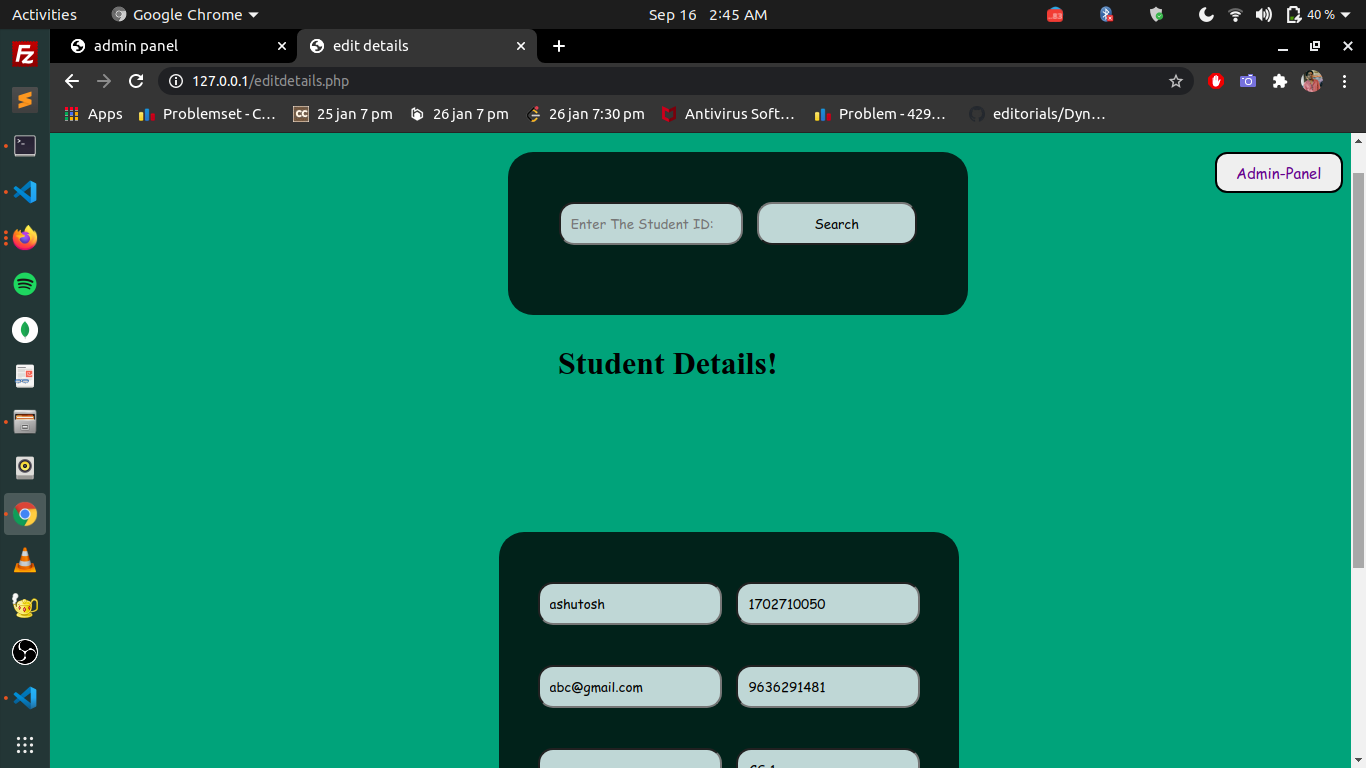 Activities Google Chrome Sep 16 2:45 AM 40 %
admin panel edit details
127.0.0.1/editdetails.php
Apps Problemset - C... CC 25 jan 7 pm 26 jan 7 pm 26 jan 7:30 pm Antivirus Soft... Problem - 429... editorials/Dyn...
Admin-Panel
Enter The Student ID: Search
Student Details!
ashutosh 1702710050
abc@gmail.com 9636291481